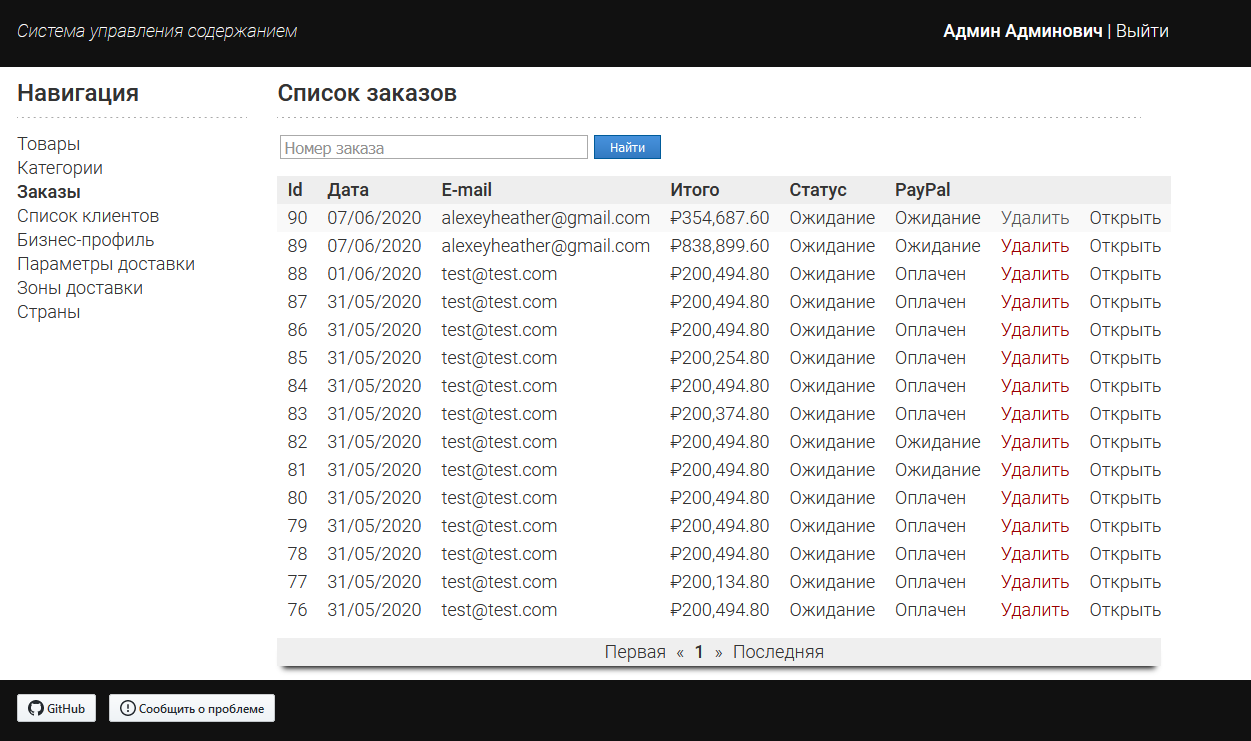 Система управления содержанием
Админ Админович | Выйти
Навигация
Товары
Категории
Заказы
Список клиентов
Бизнес-профиль
Параметры доставки
Зоны доставки
Страны
Список заказов
Номер заказа Найти
Id Дата E-mail Итого Статус PayPal
90 07/06/2020 alexeyheather@gmail.com ₽354,687.60 Ожидание Ожидание Удалить Открыть
89 07/06/2020 alexeyheather@gmail.com ₽838,899.60 Ожидание Ожидание Удалить Открыть
88 01/06/2020 test@test.com ₽200,494.80 Ожидание Оплачен Удалить Открыть
87 31/05/2020 test@test.com ₽200,494.80 Ожидание Оплачен Удалить Открыть
86 31/05/2020 test@test.com ₽200,494.80 Ожидание Оплачен Удалить Открыть
85 31/05/2020 test@test.com ₽200,254.80 Ожидание Оплачен Удалить Открыть
84 31/05/2020 test@test.com ₽200,494.80 Ожидание Оплачен Удалить Открыть
83 31/05/2020 test@test.com ₽200,374.80 Ожидание Оплачен Удалить Открыть
82 31/05/2020 test@test.com ₽200,494.80 Ожидание Ожидание Удалить Открыть
81 31/05/2020 test@test.com ₽200,494.80 Ожидание Ожидание Удалить Открыть
80 31/05/2020 test@test.com ₽200,494.80 Ожидание Оплачен Удалить Открыть
79 31/05/2020 test@test.com ₽200,494.80 Ожидание Оплачен Удалить Открыть
78 31/05/2020 test@test.com ₽200,494.80 Ожидание Оплачен Удалить Открыть
77 31/05/2020 test@test.com ₽200,134.80 Ожидание Оплачен Удалить Открыть
76 31/05/2020 test@test.com ₽200,494.80 Ожидание Оплачен Удалить Открыть
Первая « 1 » Последняя
GitHub Сообщить о проблеме